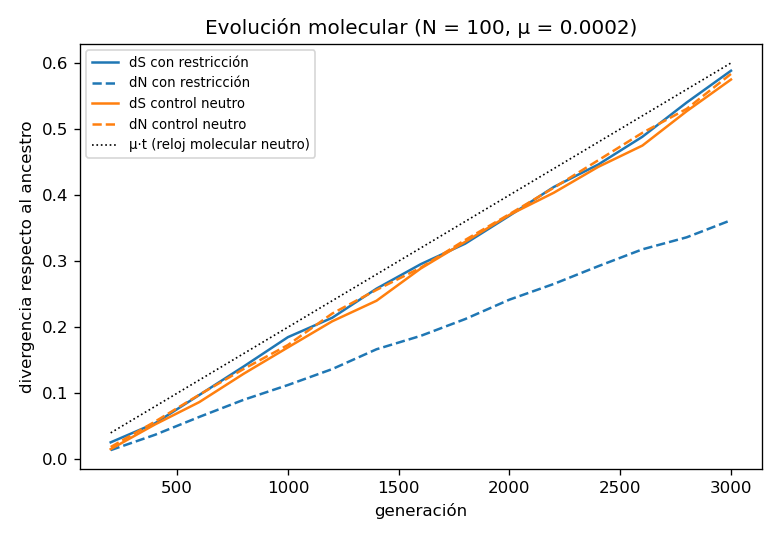 Evolución molecular (N = 100, μ = 0.0002)
dS con restricción
dN con restricción
dS control neutro
dN control neutro
μ·t (reloj molecular neutro)
divergencia respecto al ancestro
0.6
0.5
0.4
0.3
0.2
0.1
0.0
500 1000 1500 2000 2500 3000
generación